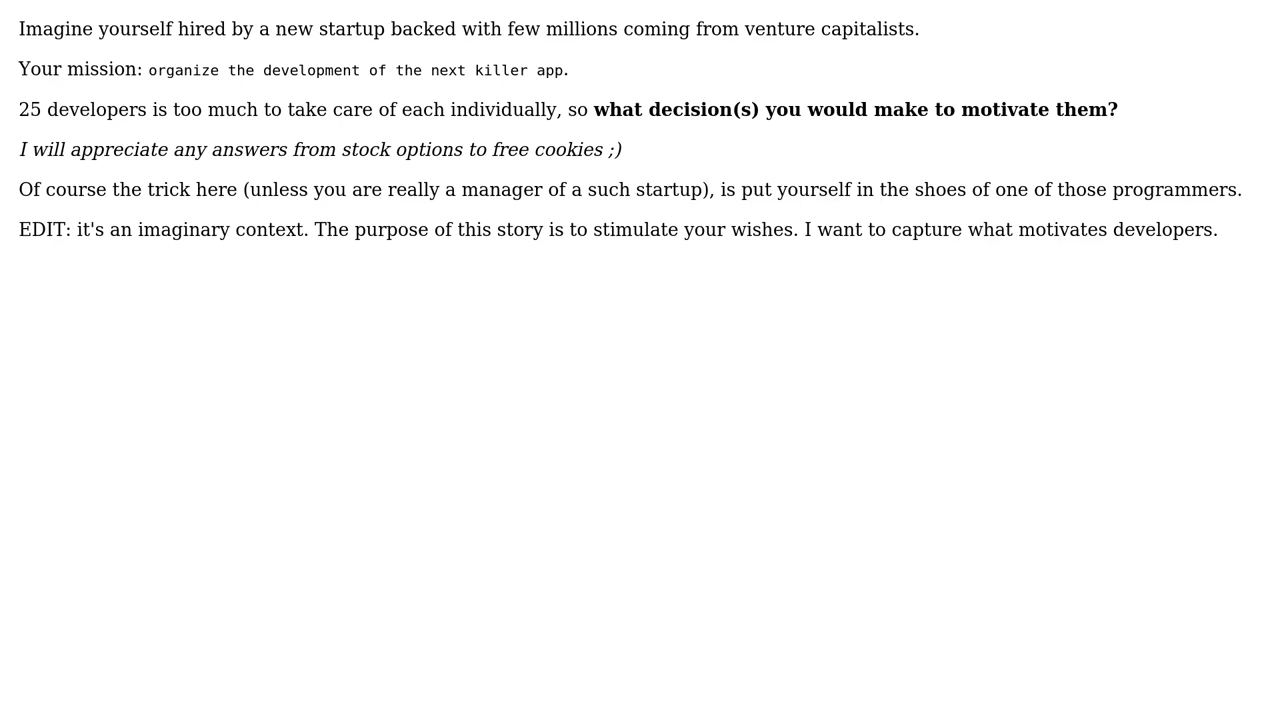 Imagine yourself hired by a new startup backed with few millions coming from venture capitalists.
Your mission: organize the development of the next killer app.
25 developers is too much to take care of each individually, so what decision(s) you would make to motivate them?
I will appreciate any answers from stock options to free cookies ;)
Of course the trick here (unless you are really a manager of a such startup), is put yourself in the shoes of one of those programmers.
EDIT: it's an imaginary context. The purpose of this story is to stimulate your wishes. I want to capture what motivates developers.